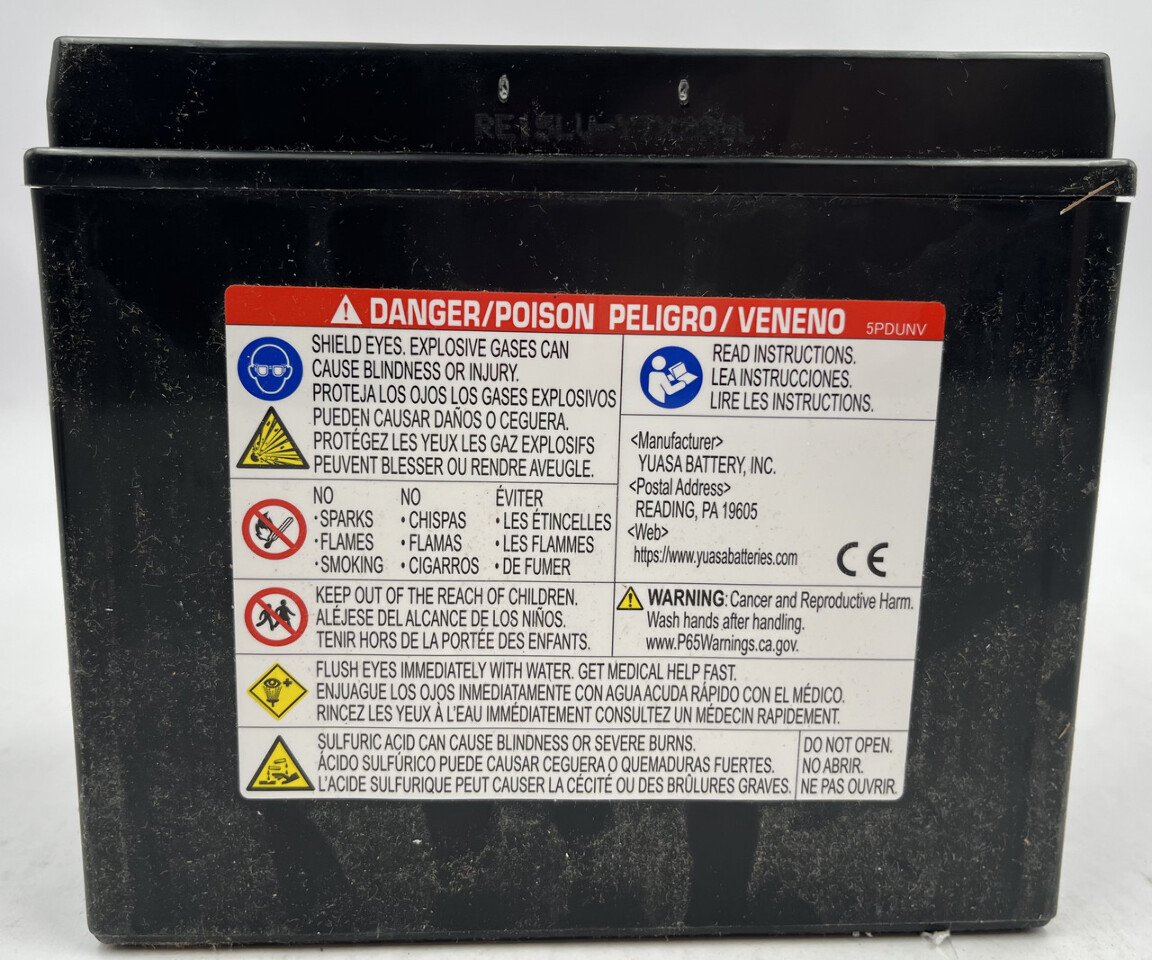 DANGER/POISON PELIGRO/VENENO 5PDUNV
SHIELD EYES. EXPLOSIVE GASES CAN
CAUSE BLINDNESS OR INJURY.
PROTEJA LOS OJOS LOS GASES EXPLOSIVOS
PUEDEN CAUSAR DAÑOS O CEGUERA.
PROTÉGEZ LES YEUX LES GAZ EXPLOSIFS
PEUVENT BLESSER OU RENDRE AVEUGLE.
READ INSTRUCTIONS.
LEA INSTRUCCIONES.
LIRE LES INSTRUCTIONS.
NO NO ÉVITER
•SPARKS •CHISPAS •LES ÉTINCELLES
•FLAMES •FLAMAS •LES FLAMMES
•SMOKING •CIGARROS •DE FUMER
<Manufacturer>
YUASA BATTERY, INC.
<Postal Address>
READING, PA 19605
<Web>
https://www.yuasabatteries.com
CE
KEEP OUT OF THE REACH OF CHILDREN.
ALÉJESE DEL ALCANCE DE LOS NIÑOS.
TENIR HORS DE LA PORTÉE DES ENFANTS.
WARNING: Cancer and Reproductive Harm.
Wash hands after handling.
www.P65Warnings.ca.gov.
FLUSH EYES IMMEDIATELY WITH WATER. GET MEDICAL HELP FAST.
ENJUAGUE LOS OJOS INMEDIATAMENTE CON AGUA ACUDA RÁPIDO CON EL MÉDICO.
RINCEZ LES YEUX À L'EAU IMMÉDIATEMENT CONSULTEZ UN MÉDECIN RAPIDEMENT.
SULFURIC ACID CAN CAUSE BLINDNESS OR SEVERE BURNS.
ÁCIDO SULFÚRICO PUEDE CAUSAR CEGUERA O QUEMADURAS FUERTES.
L'ACIDE SULFURIQUE PEUT CAUSER LA CÉCITÉ OU DES BRÛLURES GRAVES.
DO NOT OPEN.
NO ABRIR.
NE PAS OUVRIR.